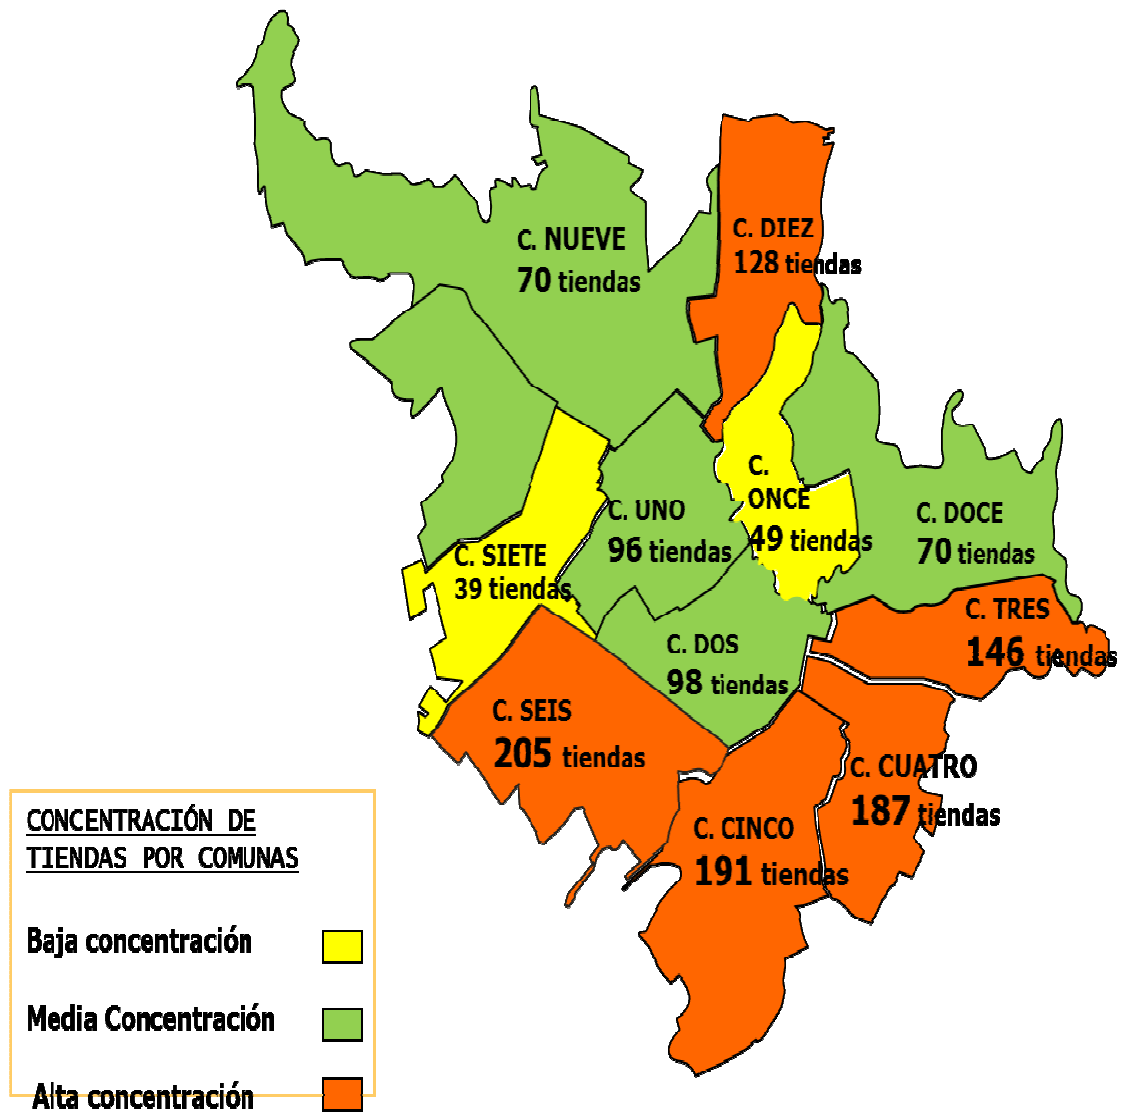 C. DIEZ
128 tiendas
C. NUEVE
70 tiendas
C.
ONCE
49 tiendas
C. UNO
96 tiendas
C. DOCE
70 tiendas
C. SIETE
39 tiendas
C. TRES
146 tiendas
C. DOS
98 tiendas
C. SEIS
205 tiendas
C. CUATRO
187 tiendas
C. CINCO
191 tiendas
CONCENTRACIÓN DE
TIENDAS POR COMUNAS
Baja concentración
Media Concentración
Alta concentración